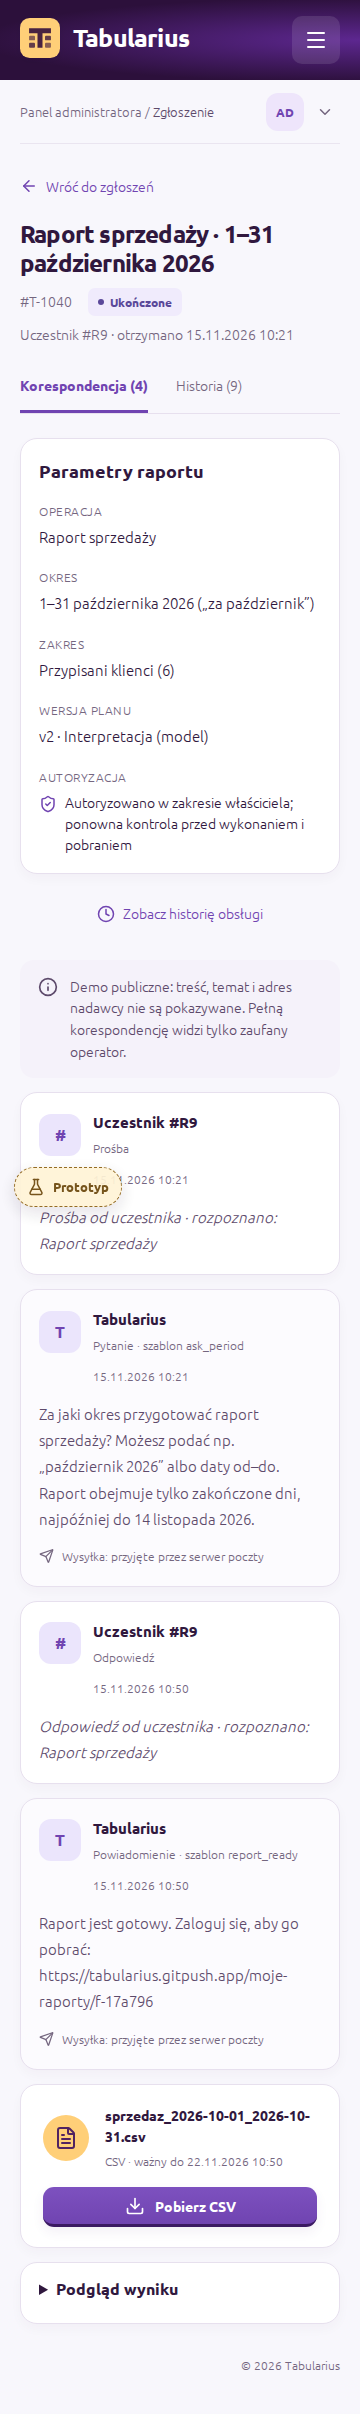 Tabularius
Panel administratora / Zgłoszenie
AD
Wróć do zgłoszeń
Raport sprzedaży · 1–31
października 2026
#T-1040
Ukończone
Uczestnik #R9 · otrzymano 15.11.2026 10:21
Korespondencja (4)
Historia (9)
Parametry raportu
OPERACJA
Raport sprzedaży
OKRES
1–31 października 2026 („za październik”)
ZAKRES
Przypisani klienci (6)
WERSJA PLANU
v2 · Interpretacja (model)
AUTORYZACJA
Autoryzowano w zakresie właściciela;
ponowna kontrola przed wykonaniem i
pobraniem
Zobacz historię obsługi
Demo publiczne: treść, temat i adres
nadawcy nie są pokazywane. Pełną
korespondencję widzi tylko zaufany
operator.
#
Uczestnik #R9
Prośba
10:21
Prototyp
Prośba od uczestnika · rozpoznano:
Raport sprzedaży
T
Tabularius
Pytanie · szablon ask_period
15.11.2026 10:21
Za jaki okres przygotować raport
sprzedaży? Możesz podać np.
„październik 2026” albo daty od–do.
Raport obejmuje tylko zakończone dni,
najpóźniej do 14 listopada 2026.
Wysyłka: przyjęte przez serwer poczty
#
Uczestnik #R9
Odpowiedź
15.11.2026 10:50
Odpowiedź od uczestnika · rozpoznano:
Raport sprzedaży
T
Tabularius
Powiadomienie · szablon report_ready
15.11.2026 10:50
Raport jest gotowy. Zaloguj się, aby go
pobrać:
https://tabularius.gitpush.app/moje-
raporty/f-17a796
Wysyłka: przyjęte przez serwer poczty
sprzedaz_2026-10-01_2026-10-
31.csv
CSV · ważny do 22.11.2026 10:50
Pobierz CSV
Podgląd wyniku
© 2026 Tabularius